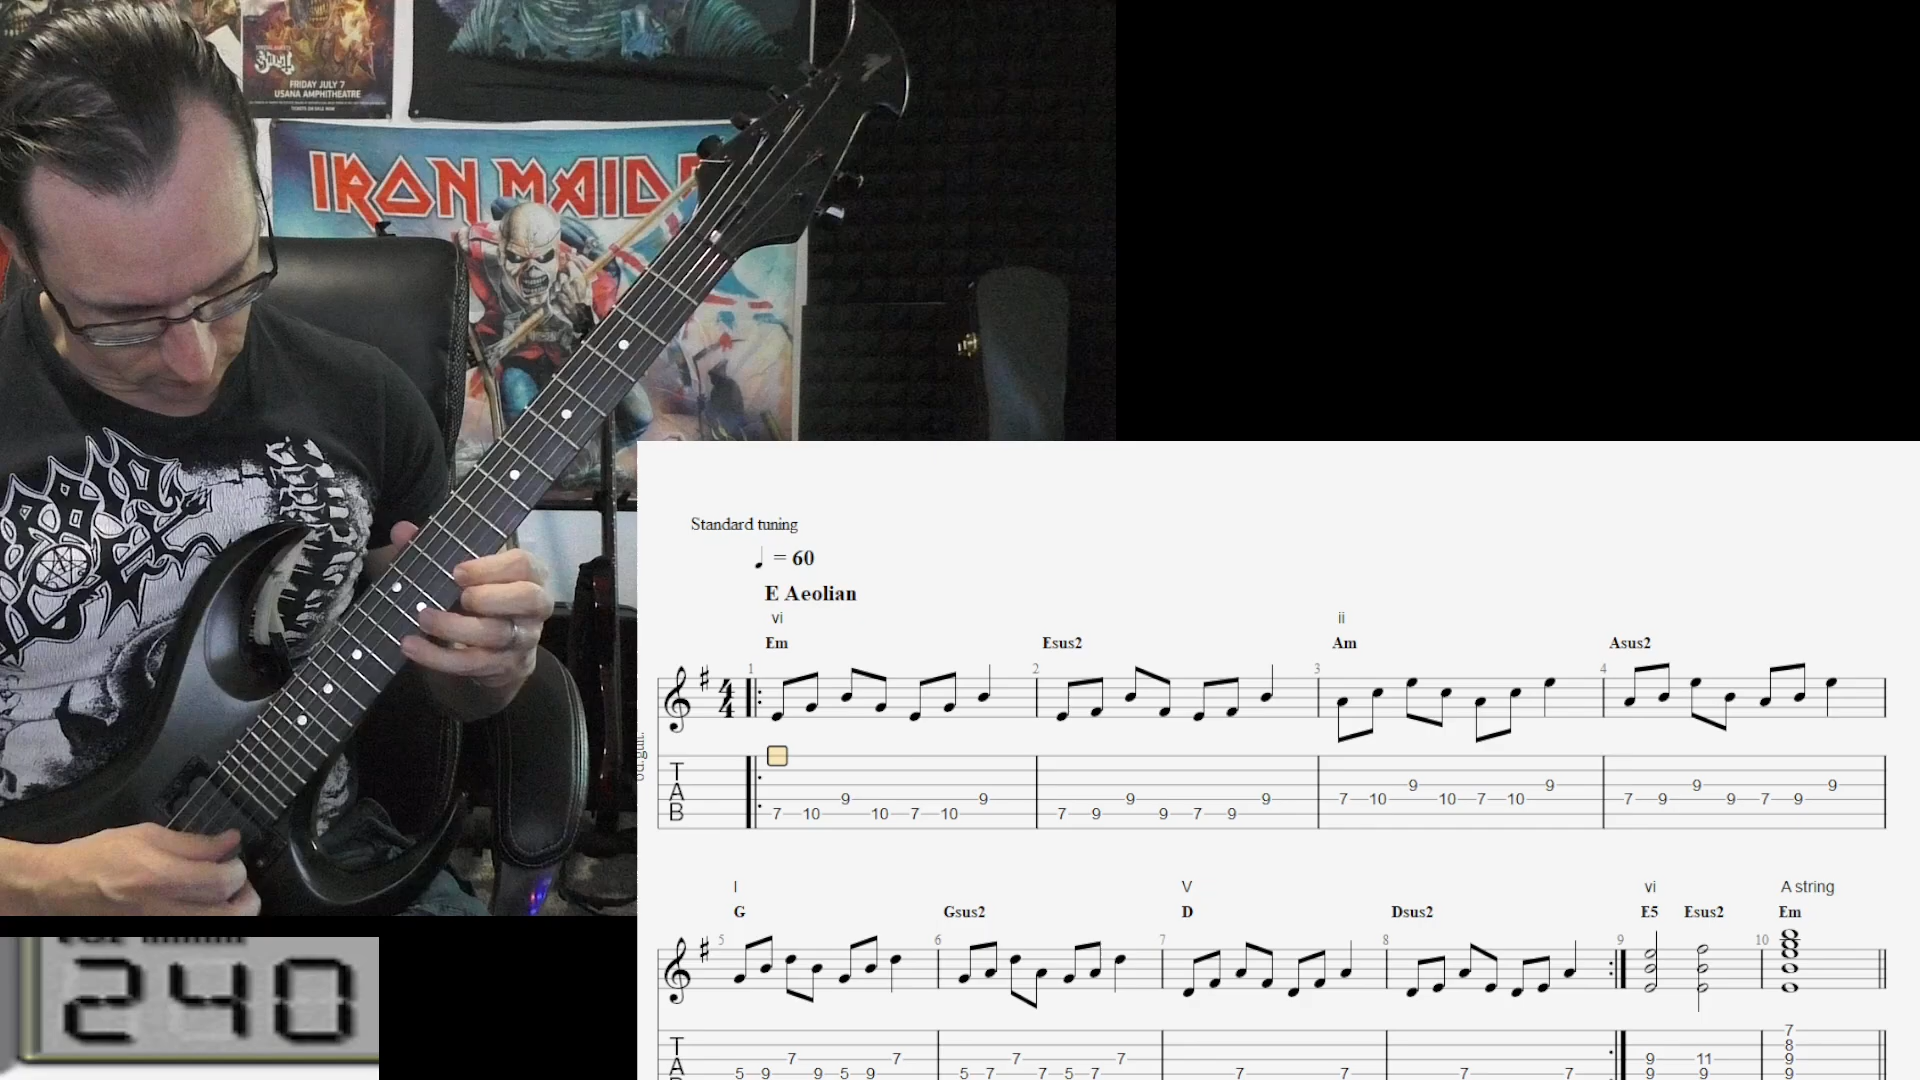 Ghost
FRIDAY JULY 7
USANA AMPHITHEATRE
IRON MAIDE
Standard tuning
= 60
E Aeolian
vi
ii
Em
Esus2
Am
Asus2
1
2
3
4
4
4
T
A
B
7 10 9 10 7 10 9
7 9 9 9 7 9 9
7 10 9 10 7 10 9
7 9 9 9 7 9 9
I
V
vi
A string
G
Gsus2
D
Dsus2
E5
Esus2
Em
5
6
7
8
9
10
T
A
5 9 7 9 5 9 7
5 7 7 7 5 7 7
7 7
7 7
9
9
11
9
7
8
9
9
240